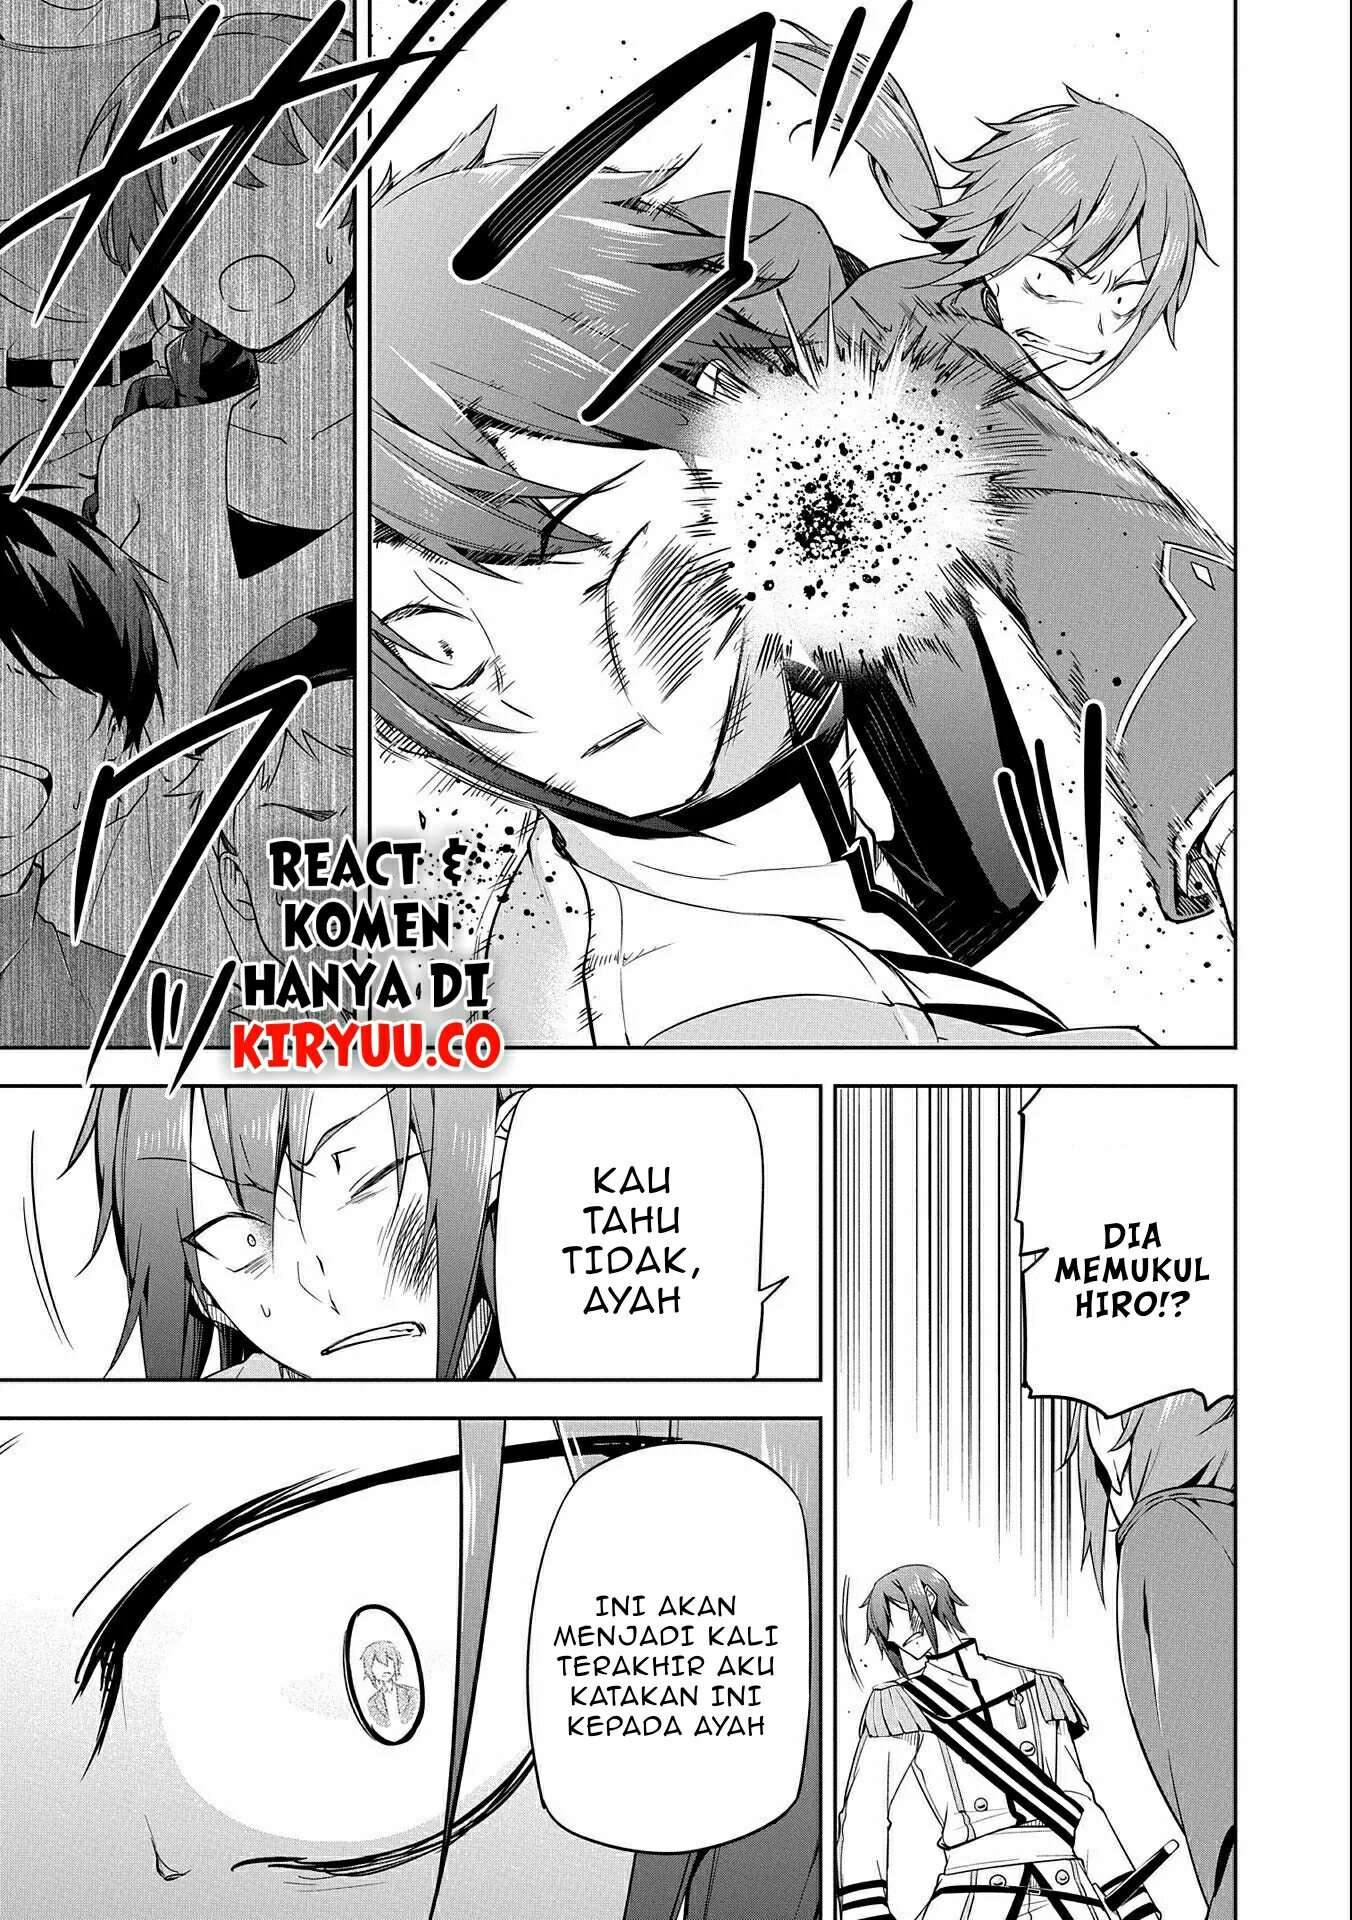 REACT &
KOMEN
HANYA DI
KIRYUU.CO
DIA
MEMUKUL
HIRO!?
KAU
TAHU
TIDAK,
AYAH
INI AKAN
MENJADI KALI
TERAKHIR AKU
KATAKAN INI
KEPADA AYAH